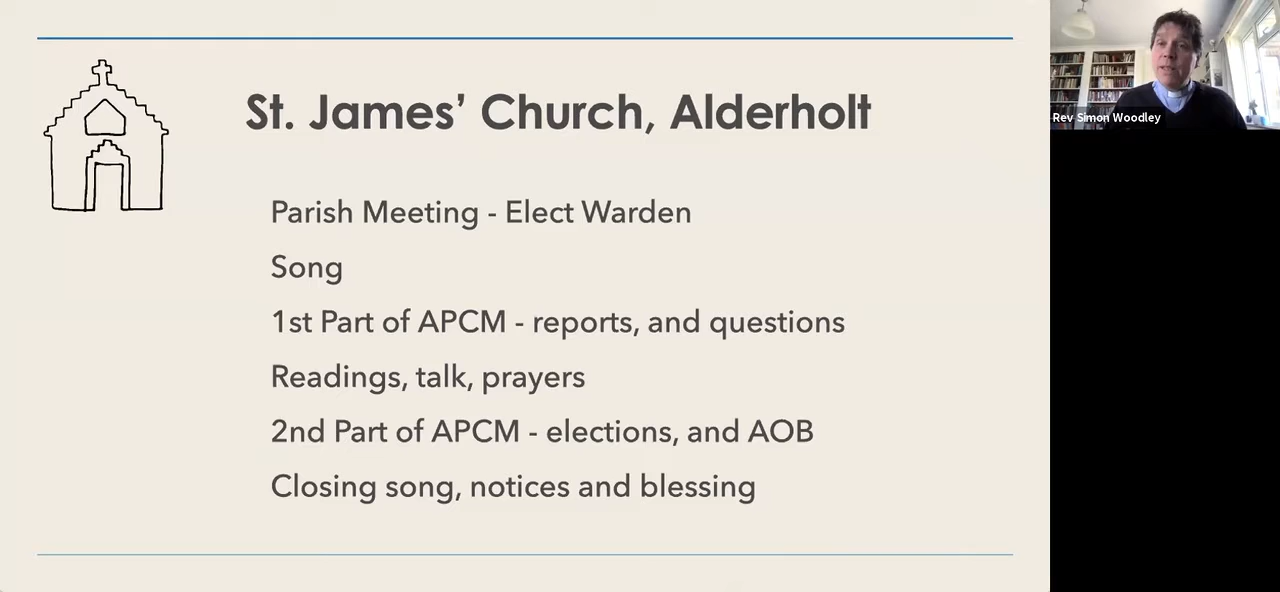 St. James’ Church, Alderholt
Parish Meeting - Elect Warden
Song
1st Part of APCM - reports, and questions
Readings, talk, prayers
2nd Part of APCM - elections, and AOB
Closing song, notices and blessing
Rev Simon Woodley